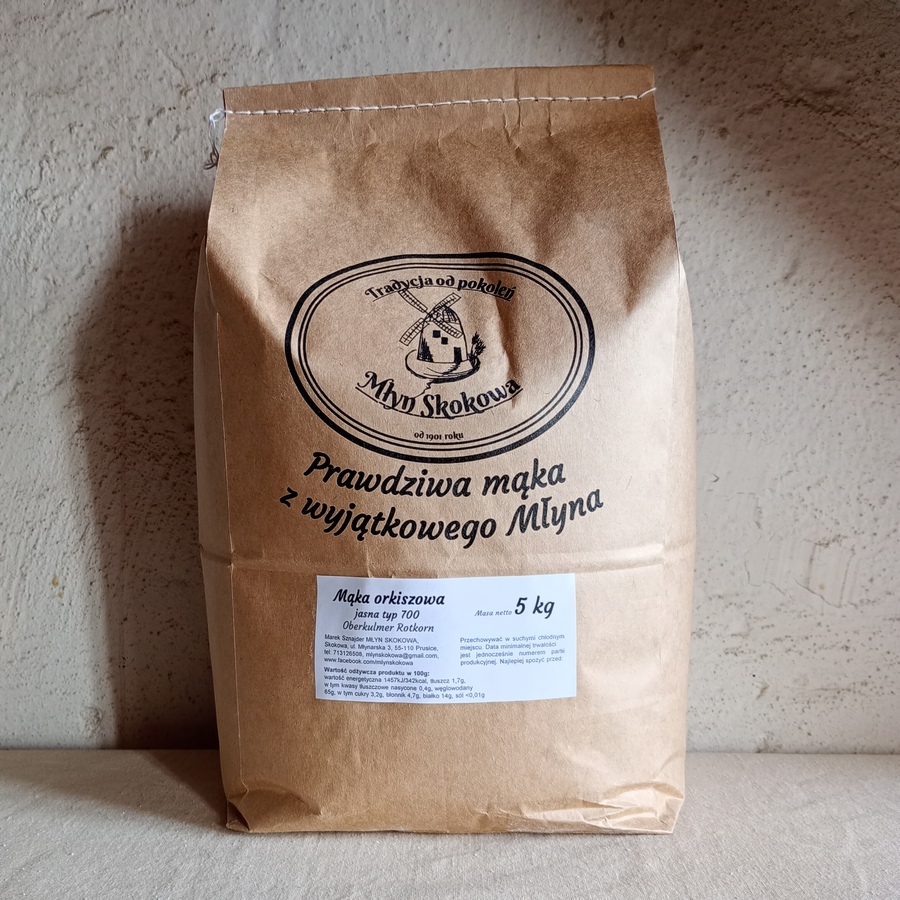 Tradycja od pokoleń
Młyn Skokowa
od 1901 roku
Prawdziwa mąka
z wyjątkowego Młyna
Mąka orkiszowa
jasna typ 700
Oberkulmer Rotkorn
Masa netto 5 kg
Marek Sznajder MŁYN SKOKOWA,
Skokowa, ul. Młynarska 3, 55-110 Prusice,
tel. 713126508, mlynskokowa@gmail.com,
www.facebook.com/mlynskokowa
Wartość odżywcza produktu w 100g:
wartość energetyczna 1457kJ/342kcal, tłuszcz 1,7g,
w tym kwasy tłuszczowe nasycone 0,4g, węglowodany
65g, w tym cukry 3,2g, błonnik 4,7g, białko 14g, sól <0,01g
Przechowywać w suchym i chłodnym
miejscu. Data minimalnej trwałości
jest jednocześnie numerem partii
produkcyjnej. Najlepiej spożyć przed: